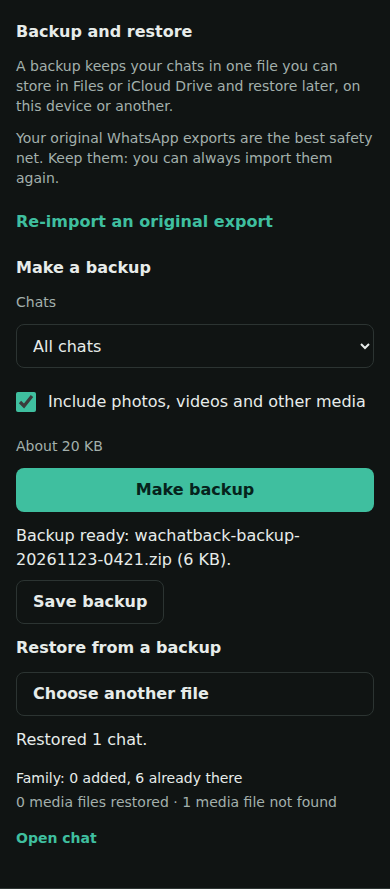 Backup and restore
A backup keeps your chats in one file you can
store in Files or iCloud Drive and restore later, on
this device or another.
Your original WhatsApp exports are the best safety
net. Keep them: you can always import them
again.
Re-import an original export
Make a backup
Chats
All chats
Include photos, videos and other media
About 20 KB
Make backup
Backup ready: wachatback-backup-
20261123-0421.zip (6 KB).
Save backup
Restore from a backup
Choose another file
Restored 1 chat.
Family: 0 added, 6 already there
0 media files restored · 1 media file not found
Open chat